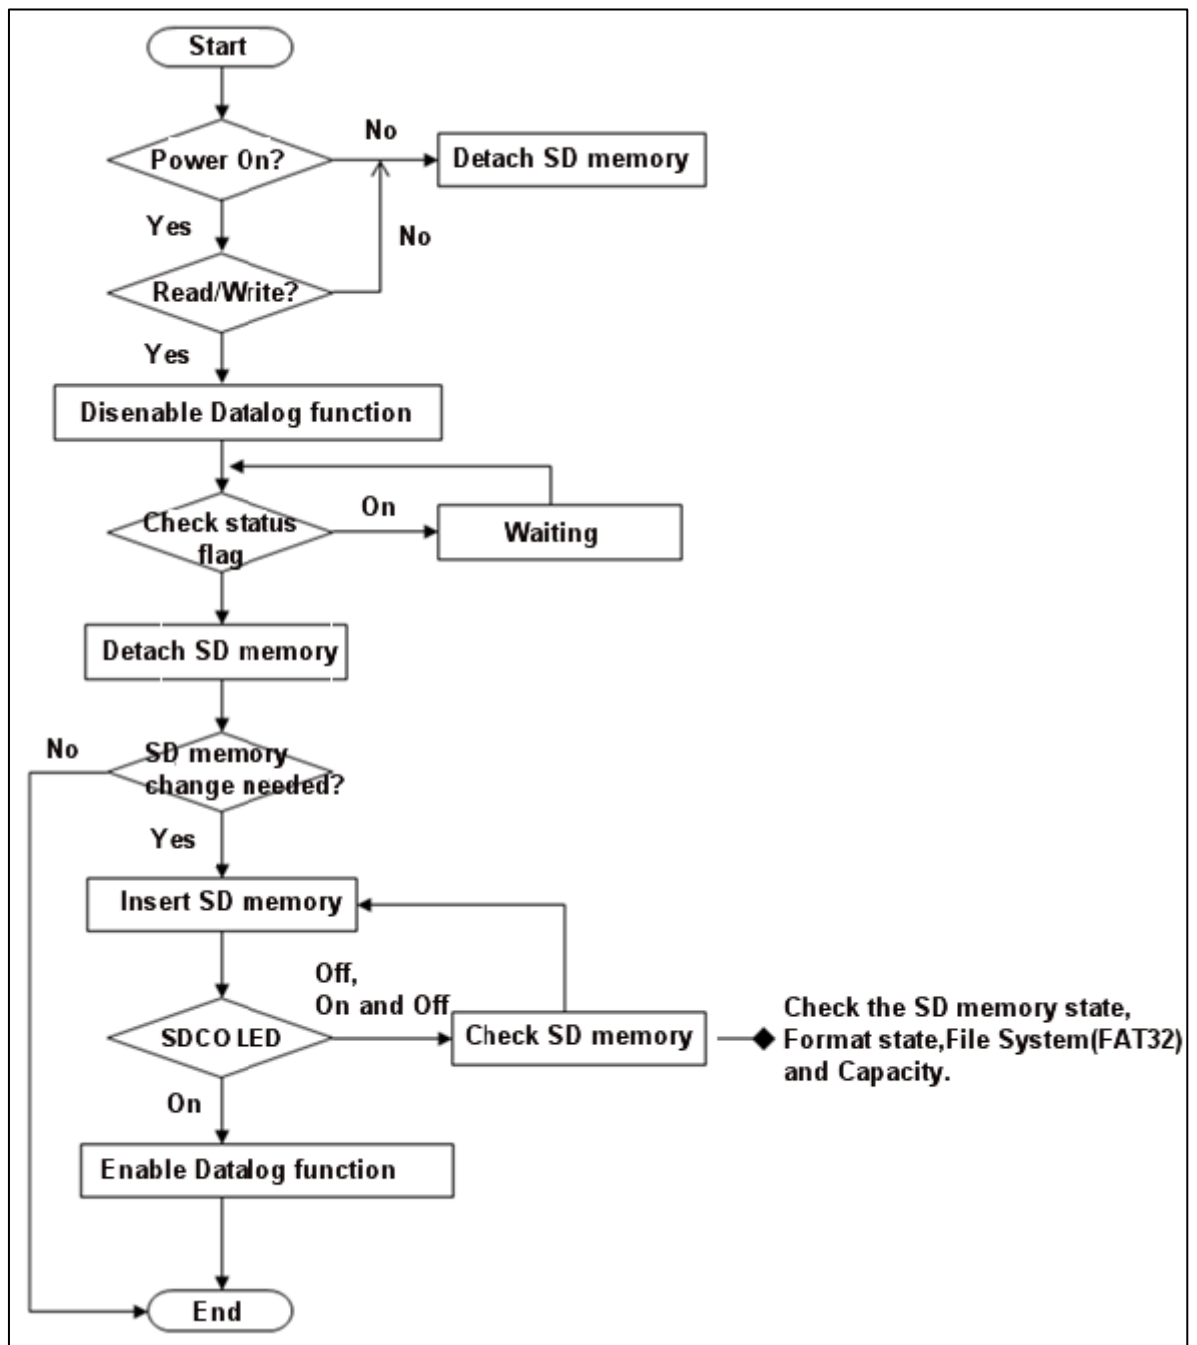 Start
No
Power On?
Detach SD memory
Yes
No
Read/Write?
Yes
Disenable Datalog function
On
Check status
flag
Waiting
Detach SD memory
No
SD memory
change needed?
Yes
Insert SD memory
Off,
On and Off
SDCO LED
Check SD memory
Check the SD memory state,
Format state,File System(FAT32)
and Capacity.
On
Enable Datalog function
End